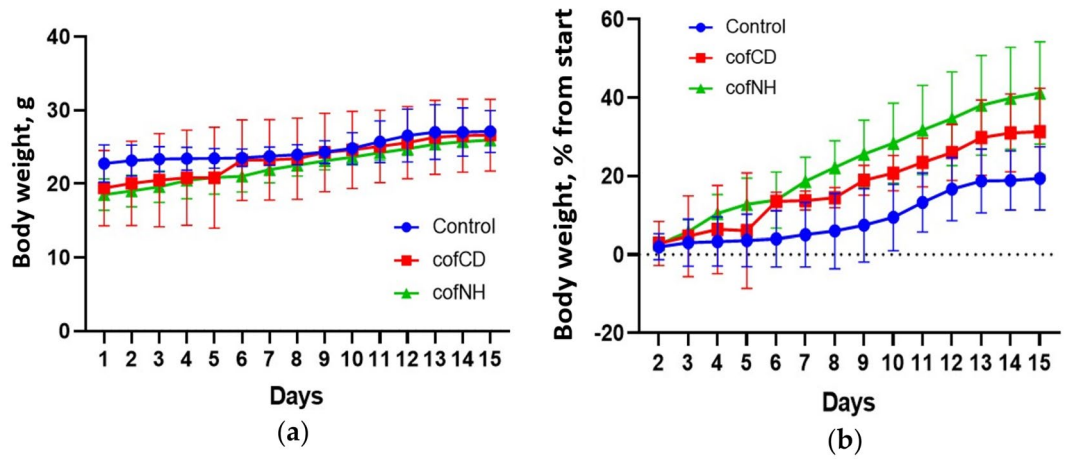 Body weight, g
40
30
20
10
0
Control
cofCD
cofNH
1 2 3 4 5 6 7 8 9 10 11 12 13 14 15
Days
(a)
Body weight, % from start
60
40
20
0
-20
Control
cofCD
cofNH
2 3 4 5 6 7 8 9 10 11 12 13 14 15
Days
(b)